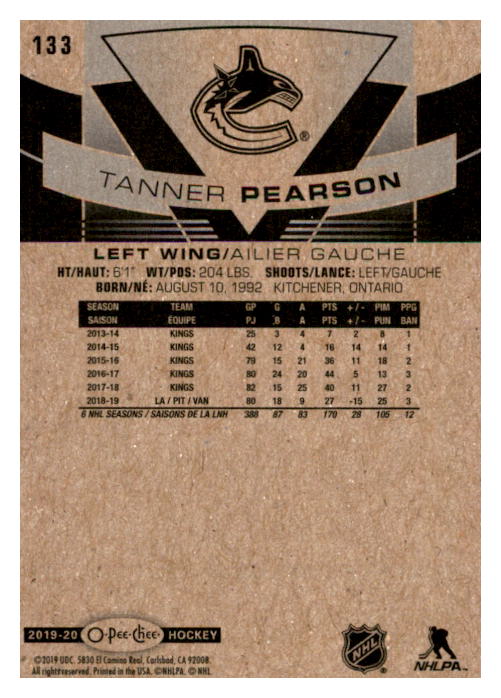 133
®
TANNER PEARSON
LEFT WING/AILIER GAUCHE
HT/HAUT: 6'1" WT/PDS: 204 LBS. SHOOTS/LANCE: LEFT/GAUCHE
BORN/NÉ: AUGUST 10, 1992 KITCHENER, ONTARIO
SEASON TEAM GP G A PTS +/- PIM PPG
SAISON ÉQUIPE PJ B A PTS +/- PUN BAN
2013-14 KINGS 25 3 4 7 2 8 1
2014-15 KINGS 42 12 4 16 14 14 1
2015-16 KINGS 79 15 21 36 11 18 2
2016-17 KINGS 80 24 20 44 5 13 3
2017-18 KINGS 82 15 25 40 11 27 2
2018-19 LA / PIT / VAN 80 18 9 27 -15 25 3
6 NHL SEASONS / SAISONS DE LA LNH 388 87 83 170 28 105 12
2019-20 O-Pee-Chee HOCKEY
©2019 UDC. 5830 El Camino Real, Carlsbad, CA 92008.
All rights reserved. Printed in the USA. ©NHLPA. © NHL
NHL ®
NHLPA